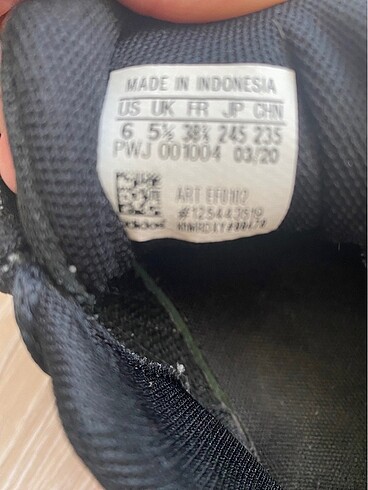 MADE IN INDONESIA
US UK FR JP CHN
6 5½ 38⅔ 245 235
PWJ 001004 03/20
ART EF0102
adidas